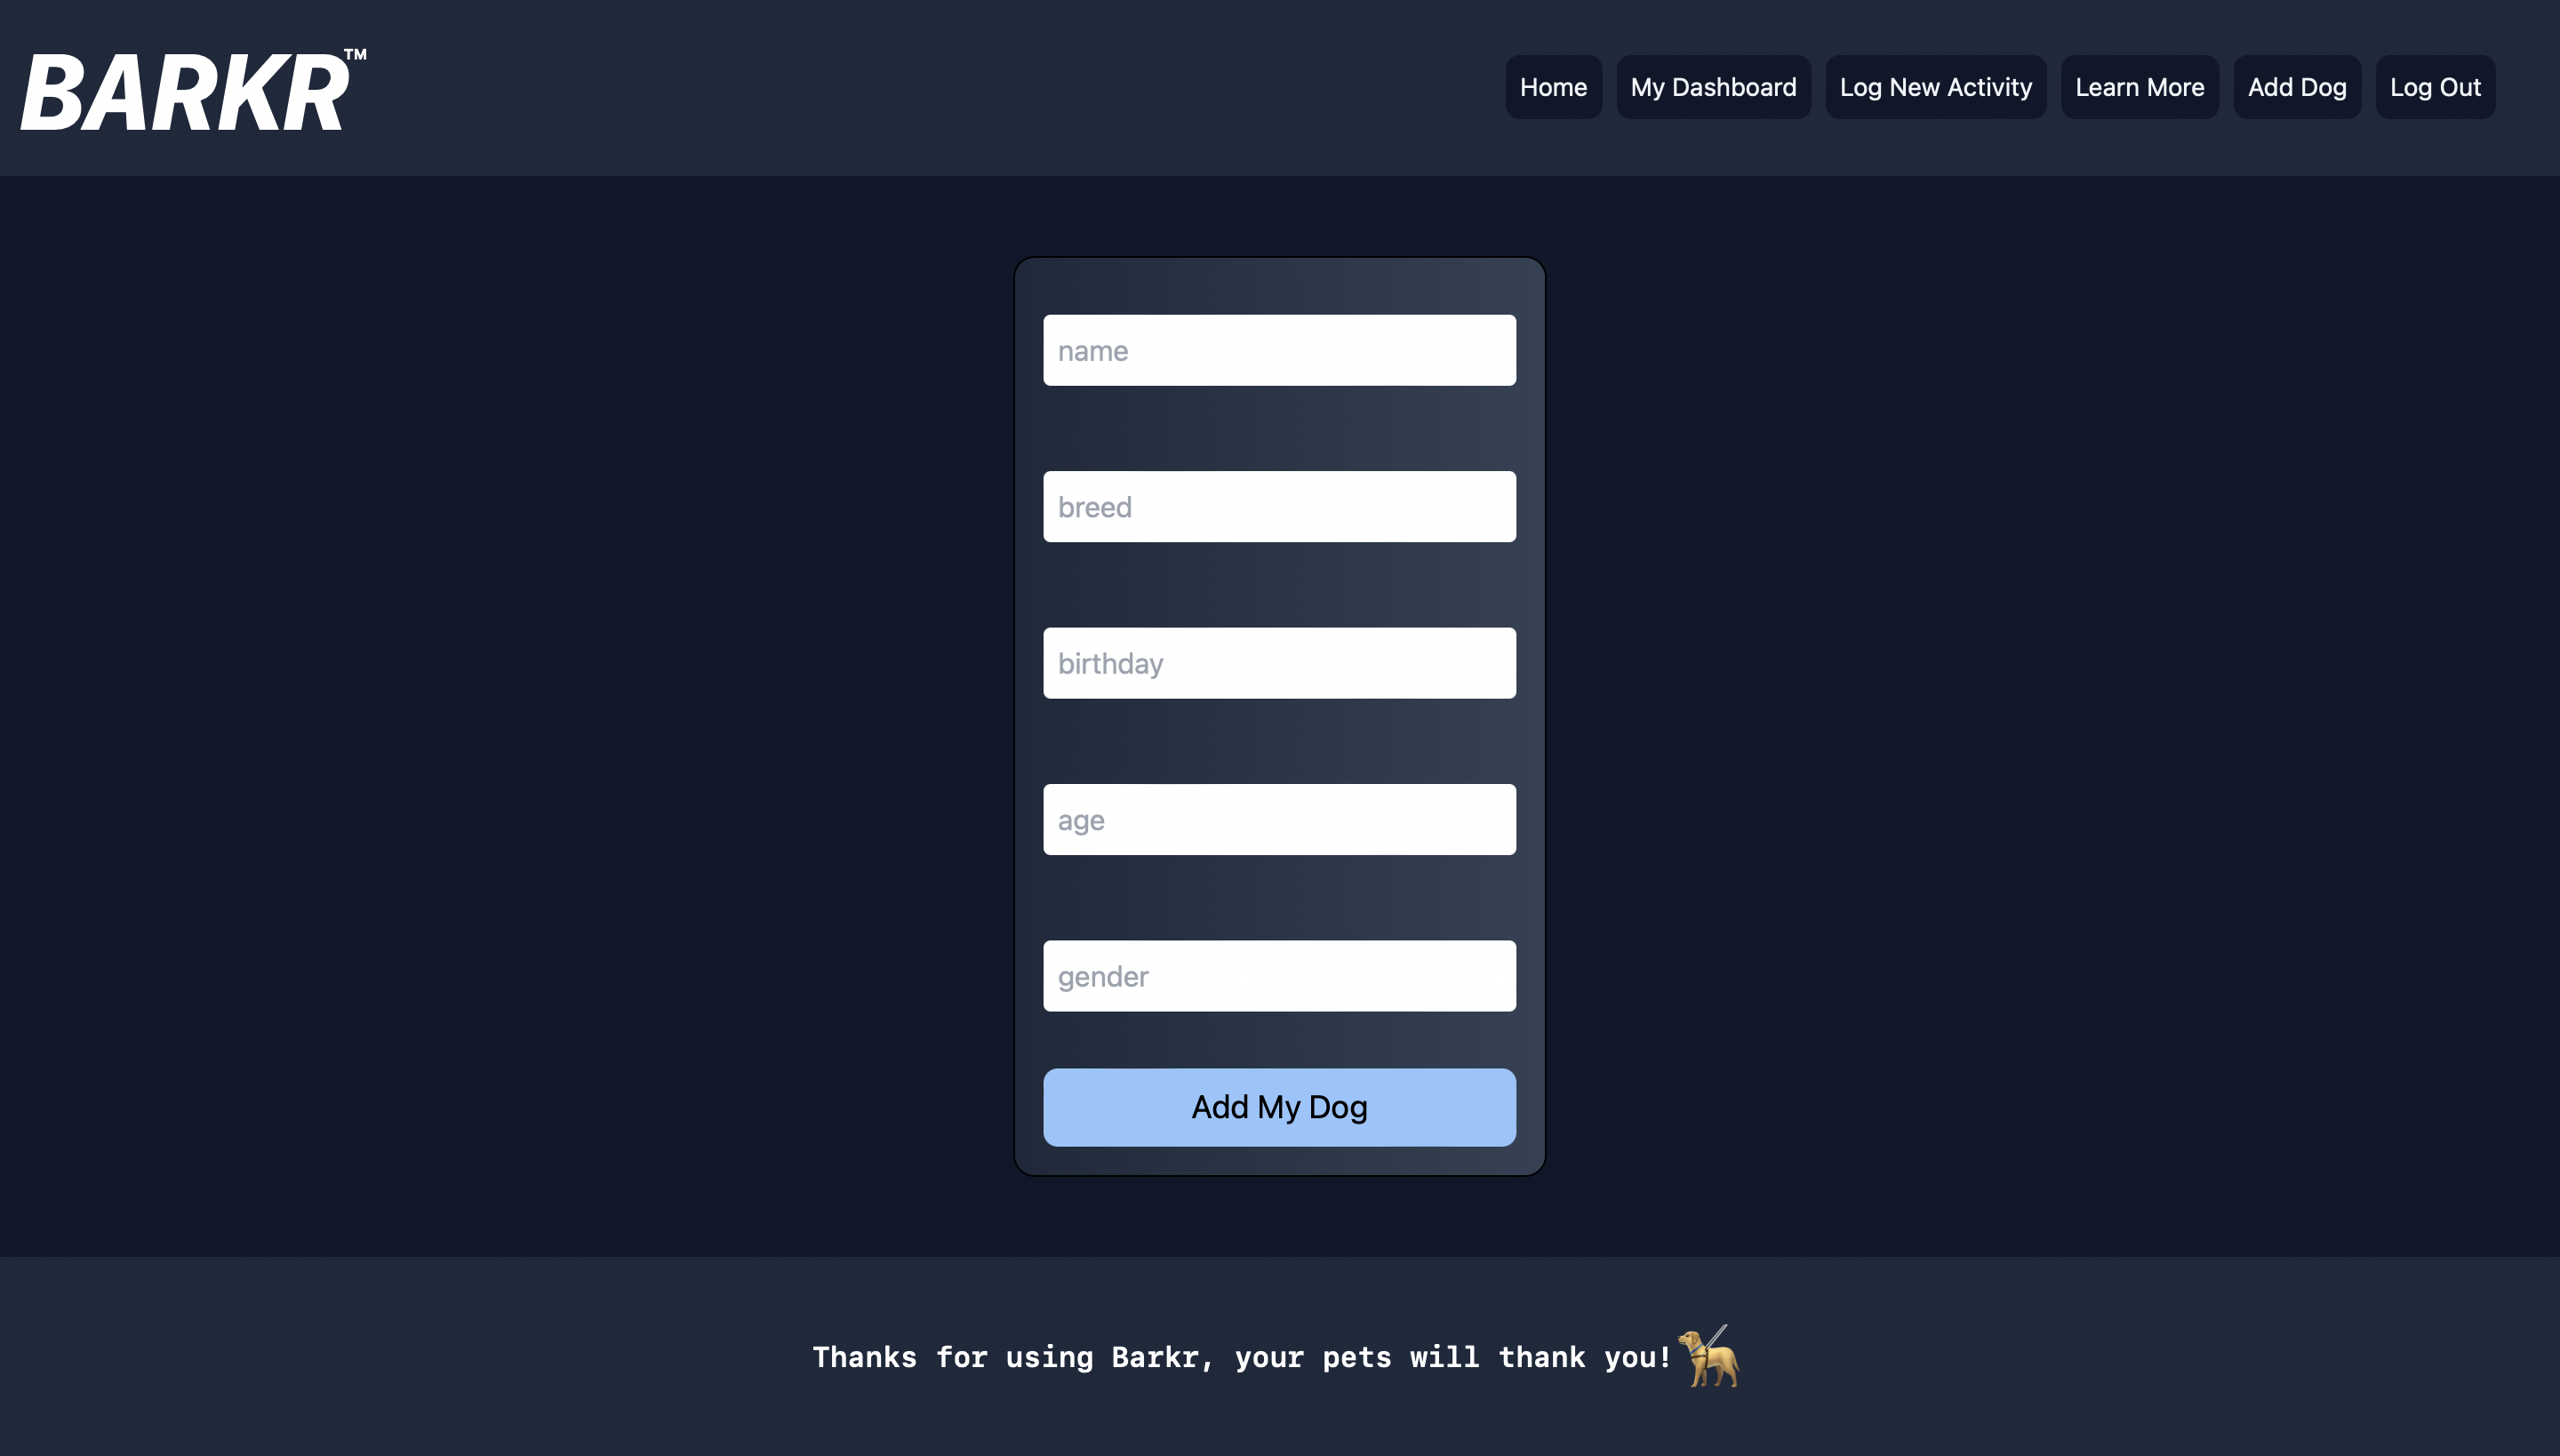 BARKR™
Home My Dashboard Log New Activity Learn More Add Dog Log Out
name
breed
birthday
age
gender
Add My Dog
Thanks for using Barkr, your pets will thank you!